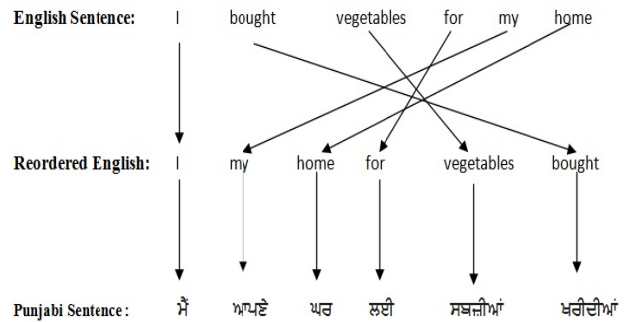 English Sentence: I bought vegetables for my home
Reordered English: I my home for vegetables bought
Punjabi Sentence : ਮੈਂ ਆਪਣੇ ਘਰ ਲਈ ਸਬਜ਼ੀਆਂ ਖਰੀਦੀਆਂ